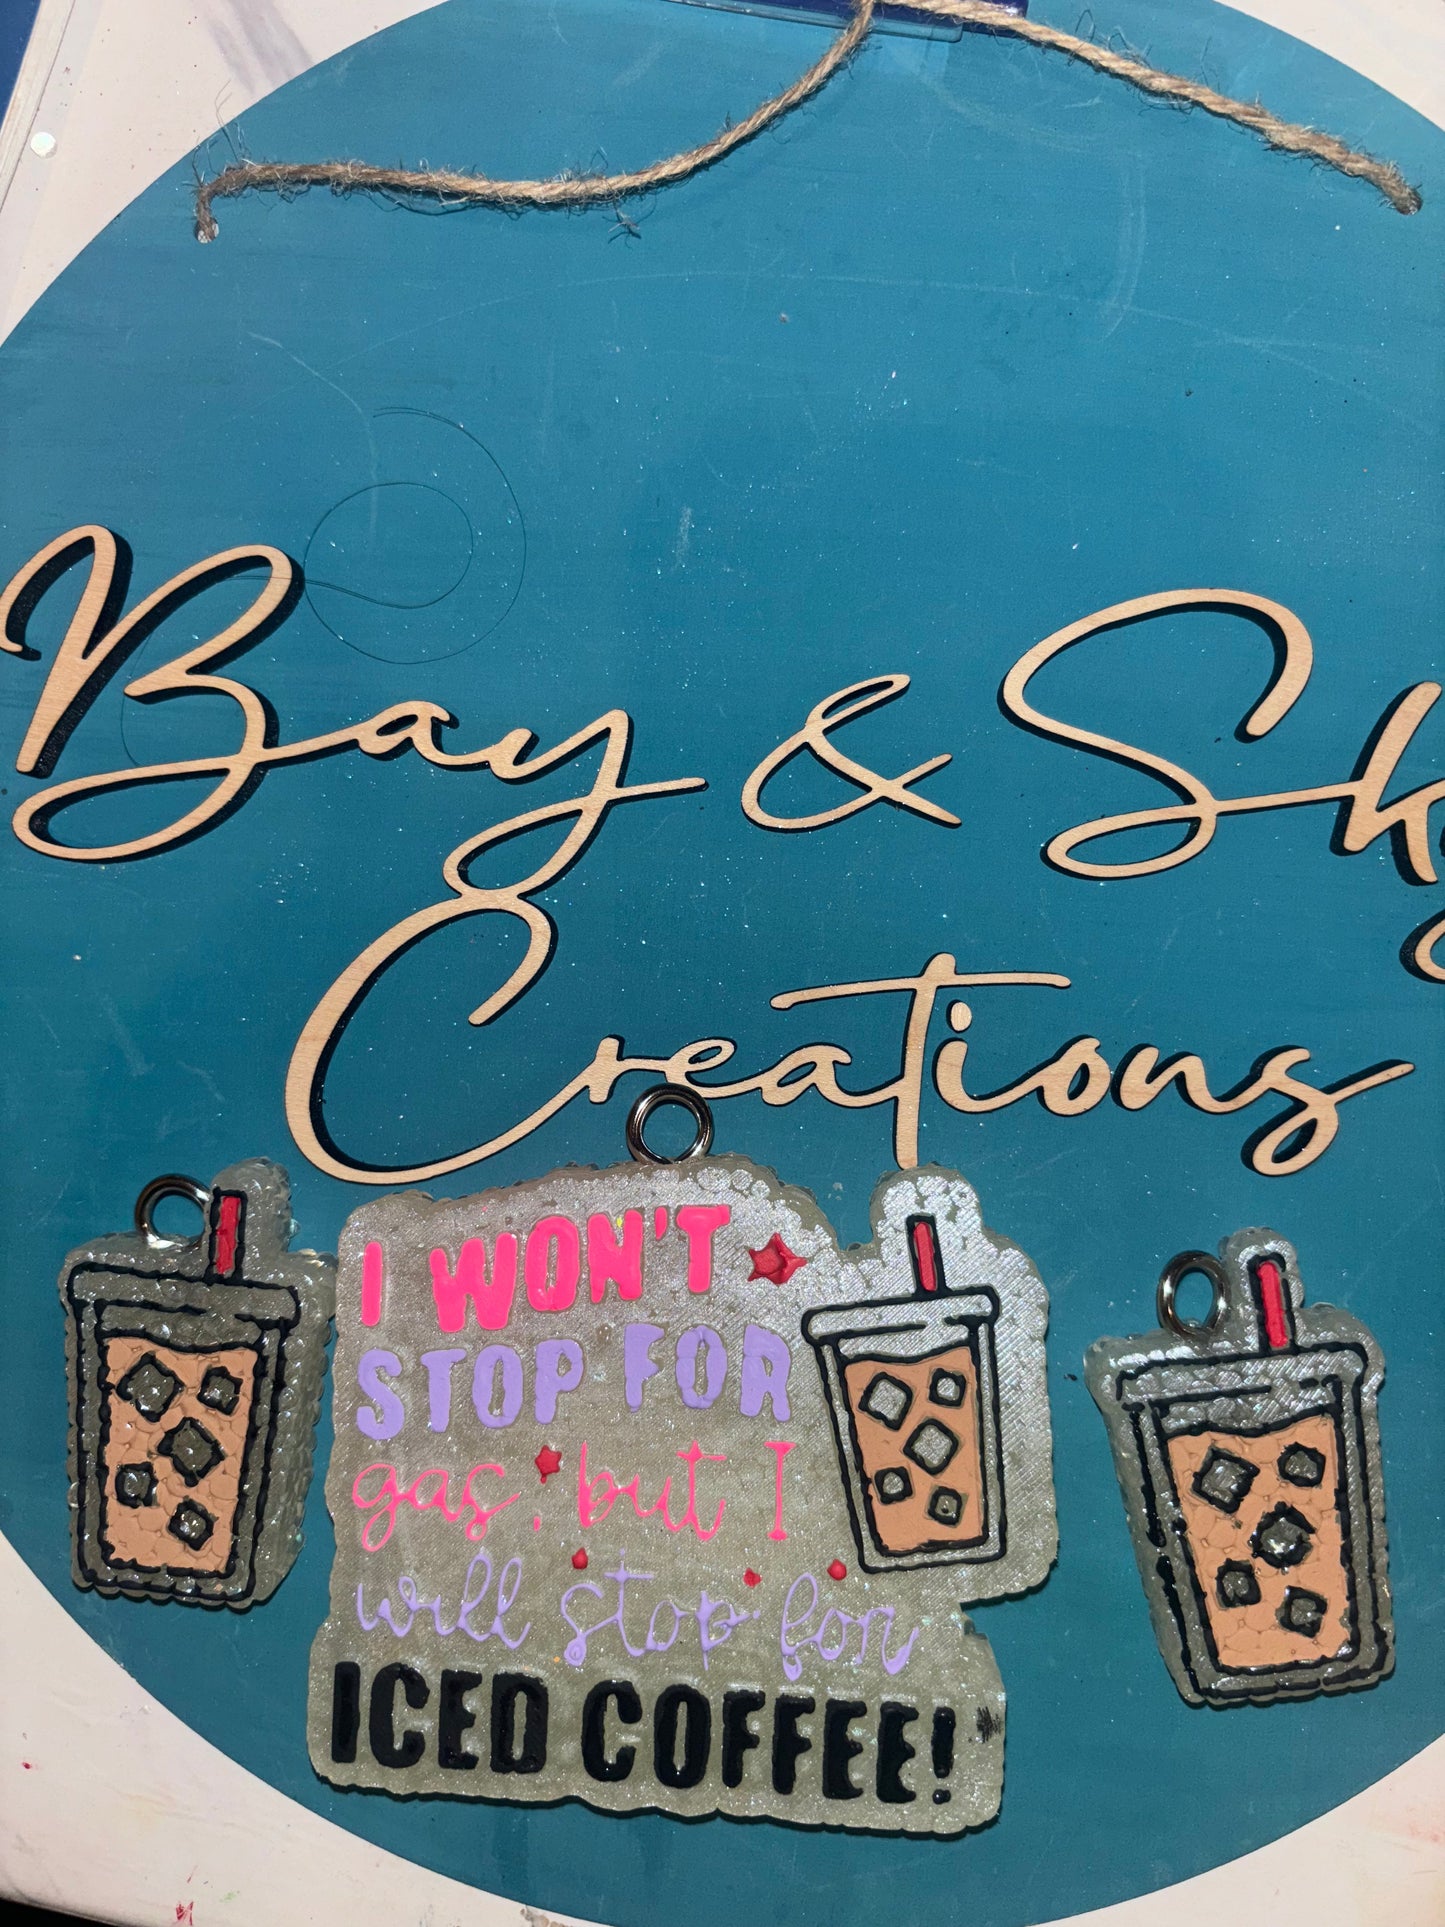 Bay & Sk
Creations
I WON'T
STOP FOR
gas, but I
will stop for
ICED COFFEE!